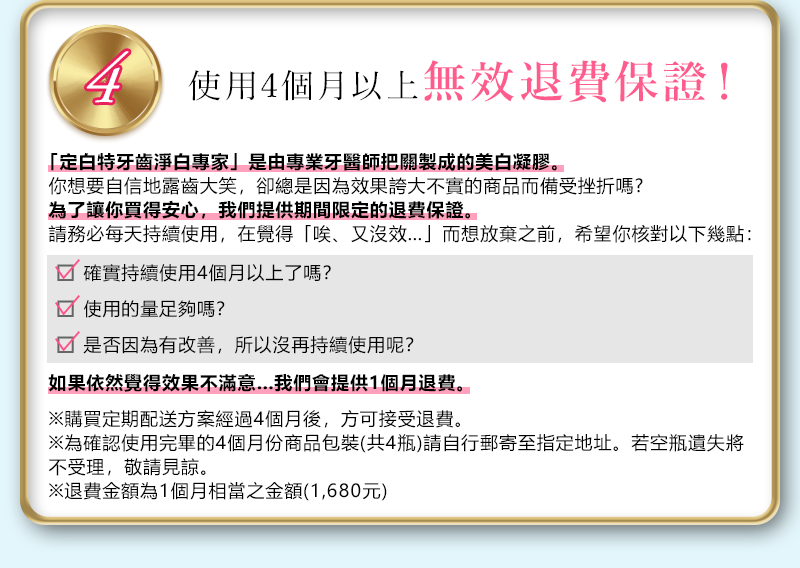 4
使用4個月以上無效退費保證！
「定白特牙齒淨白專家」是由專業牙醫師把關製成的美白凝膠。
你想要自信地露齒大笑，卻總是因為效果誇大不實的商品而備受挫折嗎？
為了讓你買得安心，我們提供期間限定的退費保證。
請務必每天持續使用，在覺得「唉、又沒效...」而想放棄之前，希望你核對以下幾點：
確實持續使用4個月以上了嗎？
使用的量足夠嗎？
是否因為有改善，所以沒再持續使用呢？
如果依然覺得效果不滿意...我們會提供1個月退費。
※購買定期配送方案經過4個月後，方可接受退費。
※為確認使用完畢的4個月份商品包裝(共4瓶)請自行郵寄至指定地址。若空瓶遺失將
不受理，敬請見諒。
※退費金額為1個月相當之金額(1,680元)